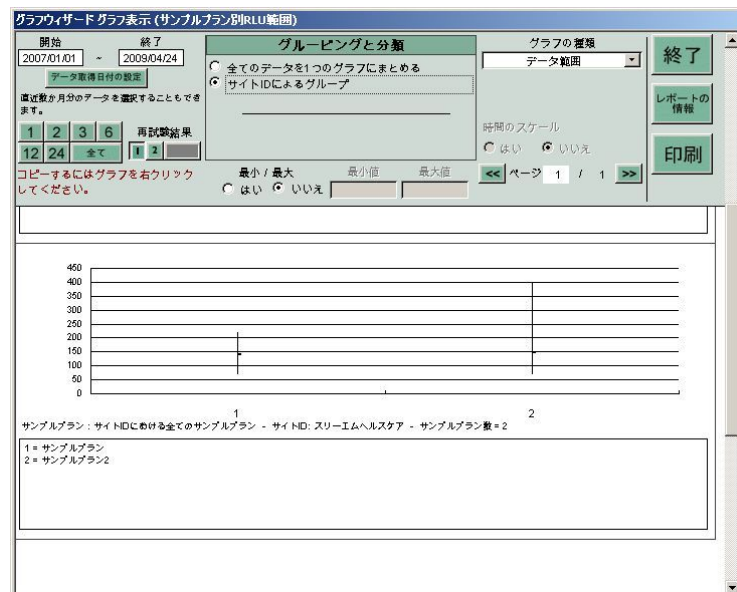 グラフウィザード グラフ表示 (サンプルプラン別RLU範囲)
開始 終了
2007/01/01 ~ 2009/04/24
データ取得日付の設定
直近数か月分のデータを選択することもでき
ます。
1 2 3 6 再試験結果
12 24 全て 1 2
コピーするにはグラフを右クリック
してください。
グルーピングと分類
全てのデータを1つのグラフにまとめる
サイトIDによるグループ
最小 / 最大 最小値 最大値
はい いいえ
グラフの種類
データ範囲
時間のスケール
はい いいえ
<< ページ 1 / 1 >>
終了
レポートの
情報
印刷
450
400
350
300
250
200
150
100
50
0
1 2
サンプルプラン : サイトIDにおける全てのサンプルプラン - サイトID: スリーエムヘルスケア - サンプルプラン数 = 2
1 = サンプルプラン
2 = サンプルプラン2